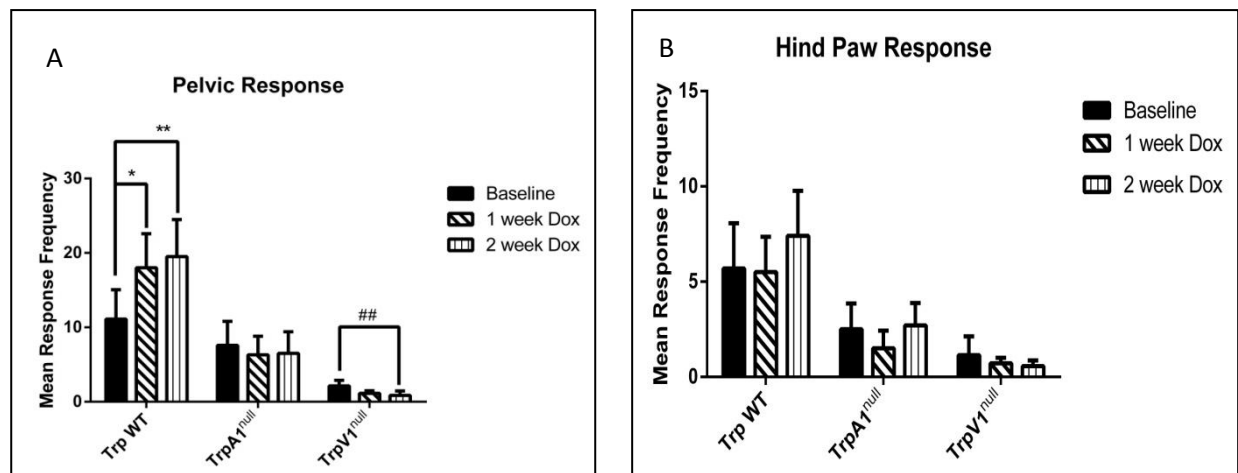 A
Pelvic Response
Mean Response Frequency
30
20
10
0
*
**
##
Trp WT
TrpA1null
TrpV1null
Baseline
1 week Dox
2 week Dox
B
Hind Paw Response
Mean Response Frequency
15
10
5
0
Trp WT
TrpA1null
TrpV1null
Baseline
1 week Dox
2 week Dox